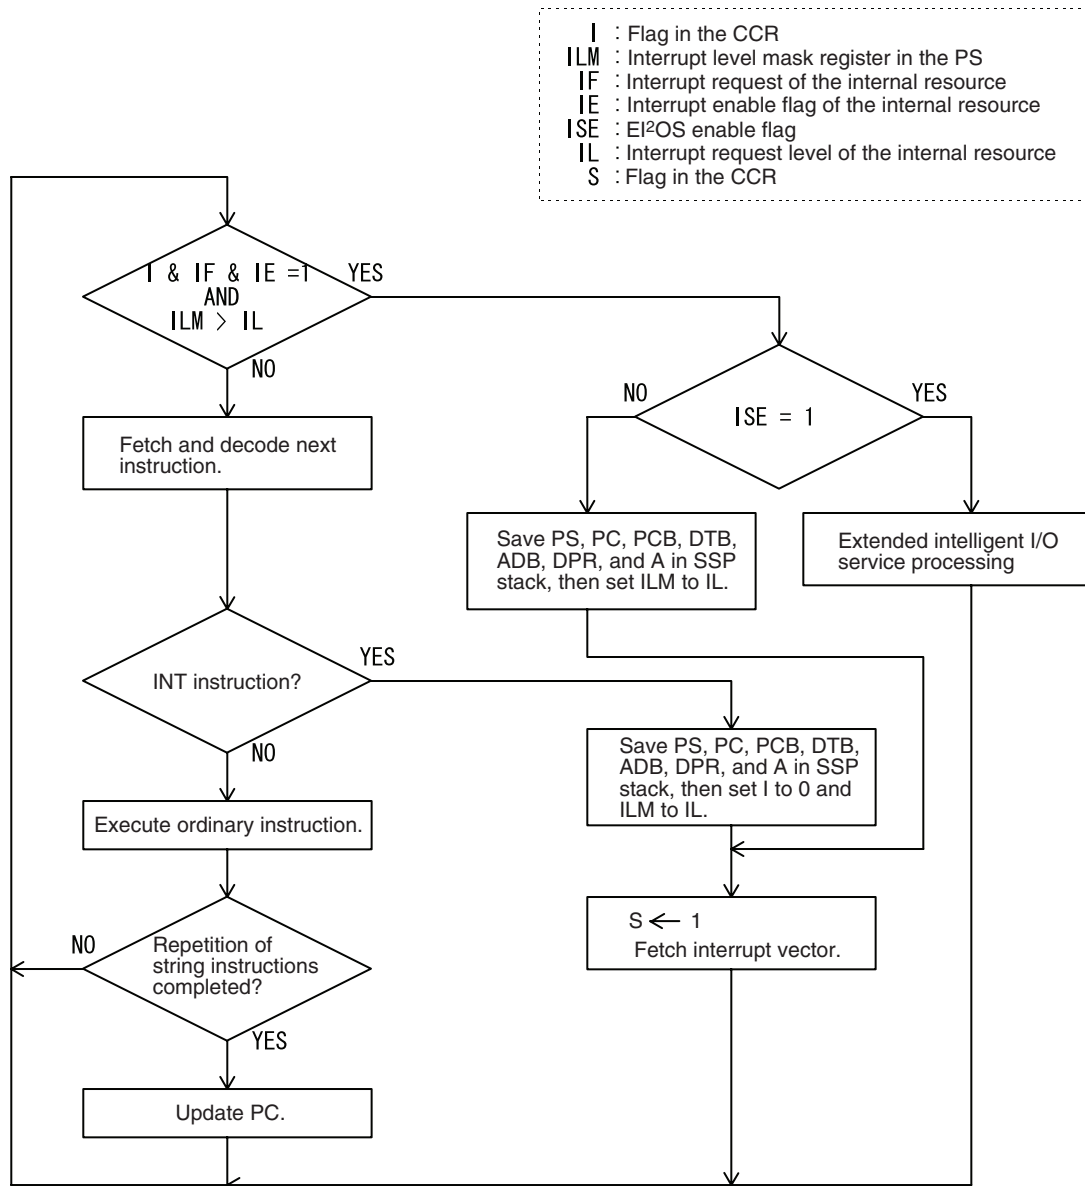 I : Flag in the CCR
ILM : Interrupt level mask register in the PS
IF : Interrupt request of the internal resource
IE : Interrupt enable flag of the internal resource
ISE : EI²OS enable flag
IL : Interrupt request level of the internal resource
S : Flag in the CCR
I & IF & IE =1
AND
ILM > IL
YES
NO
ISE = 1
NO
YES
Fetch and decode next
instruction.
Save PS, PC, PCB, DTB,
ADB, DPR, and A in SSP
stack, then set ILM to IL.
Extended intelligent I/O
service processing
INT instruction?
YES
NO
Save PS, PC, PCB, DTB,
ADB, DPR, and A in SSP
stack, then set I to 0 and
ILM to IL.
Execute ordinary instruction.
S ← 1
Fetch interrupt vector.
Repetition of
string instructions
completed?
NO
YES
Update PC.